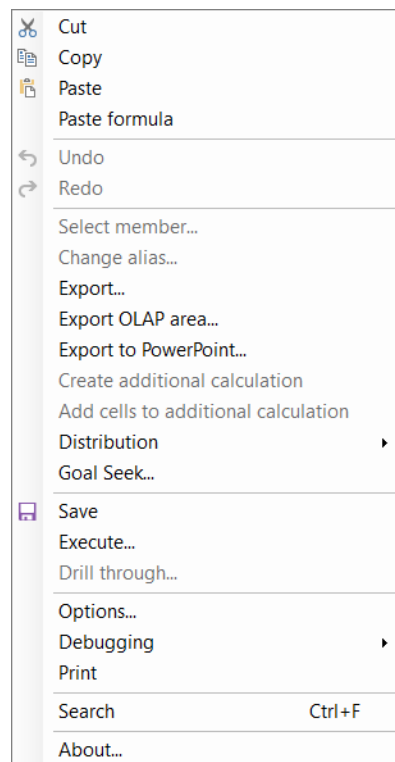 Cut
Copy
Paste
Paste formula
Undo
Redo
Select member...
Change alias...
Export...
Export OLAP area...
Export to PowerPoint...
Create additional calculation
Add cells to additional calculation
Distribution
Goal Seek...
Save
Execute...
Drill through...
Options...
Debugging
Print
Search Ctrl+F
About...